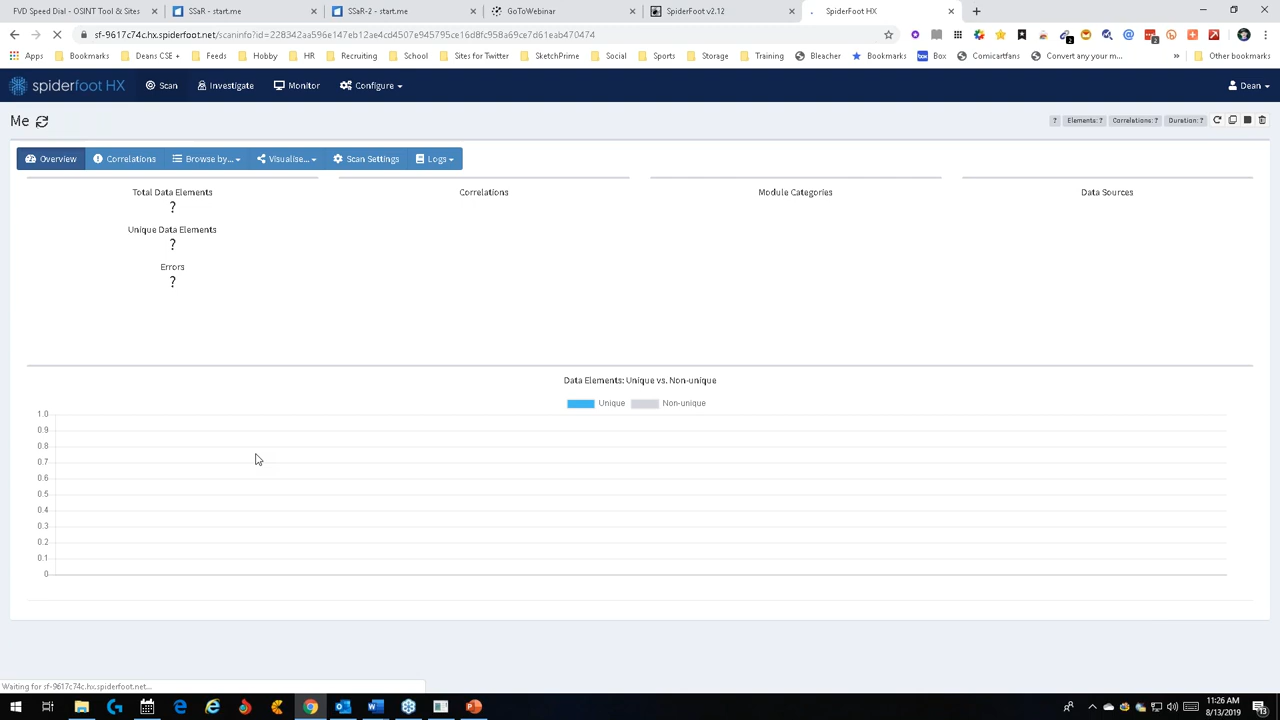 FVD Speed Dial - OSINT Tool & Sites
SSaR - start.me
SSaR-2 - start.me
GoToWebinar
SpiderFoot v2.12
SpiderFoot HX
sf-9617c74c.hx.spiderfoot.net/scaninfo?id=228342aa596e147eb12ae4cd4507e945795ce16d8fc958a69ce7d61eab470474
Apps
Bookmarks
Deans CSE +
Feeds
Hobby
HR
Recruiting
School
Sites for Twitter
SketchPrime
Social
Sports
Storage
Training
Bleacher
Bookmarks
Box
Comicartfans
Convert any your m...
»
Other bookmarks
spiderfoot HX
Scan
Investigate
Monitor
Configure
Dean
Me
?
Elements: ?
Correlations: ?
Duration: ?
Overview
Correlations
Browse by...
Visualise...
Scan Settings
Logs
Total Data Elements
?
Unique Data Elements
?
Errors
?
Correlations
Module Categories
Data Sources
Data Elements: Unique vs. Non-unique
Unique
Non-unique
1.0
0.9
0.8
0.7
0.6
0.5
0.4
0.3
0.2
0.1
0
Waiting for sf-9617c74c.hx.spiderfoot.net...
11:26 AM
8/13/2019